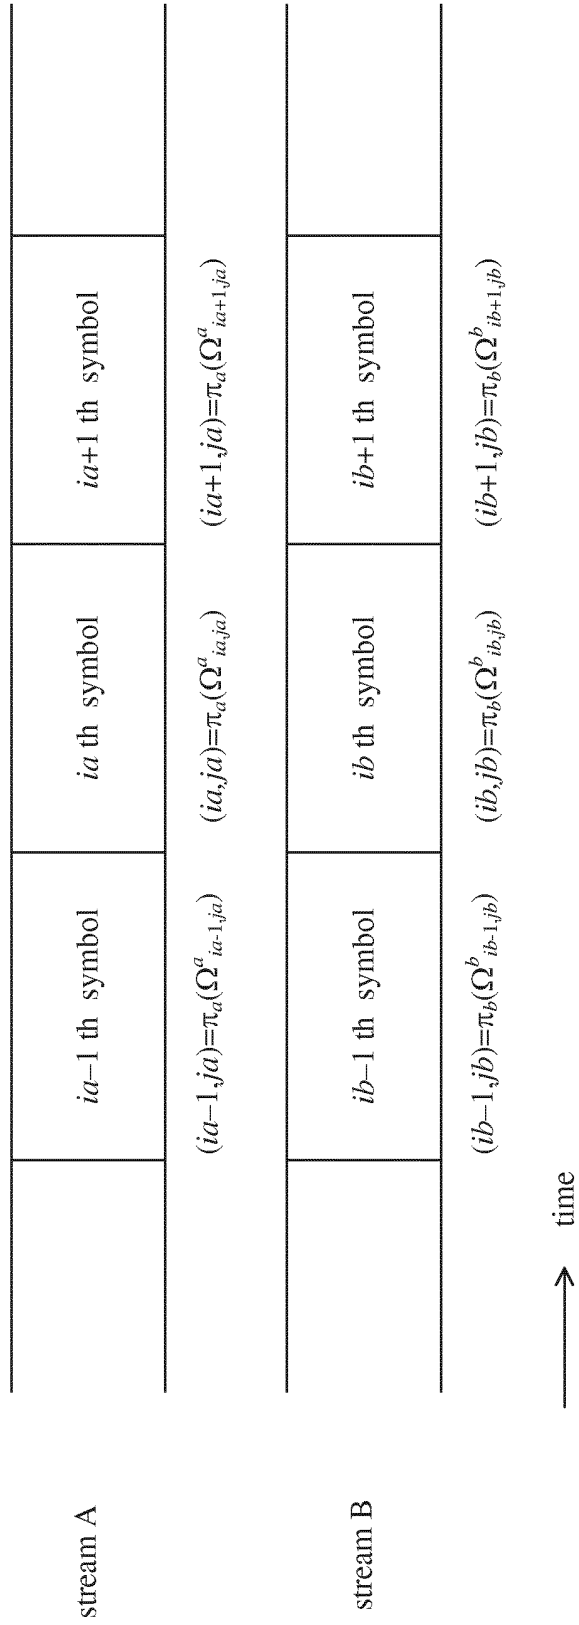 stream A
ia−1 th symbol
ia th symbol
ia+1 th symbol
(ia−1,ja)=πa(Ωᵃia-1,ja)
(ia,ja)=πa(Ωᵃia,ja)
(ia+1,ja)=πa(Ωᵃia+1,ja)
stream B
ib−1 th symbol
ib th symbol
ib+1 th symbol
(ib−1,jb)=πb(Ωᵇib-1,jb)
(ib,jb)=πb(Ωᵇib,jb)
(ib+1,jb)=πb(Ωᵇib+1,jb)
time